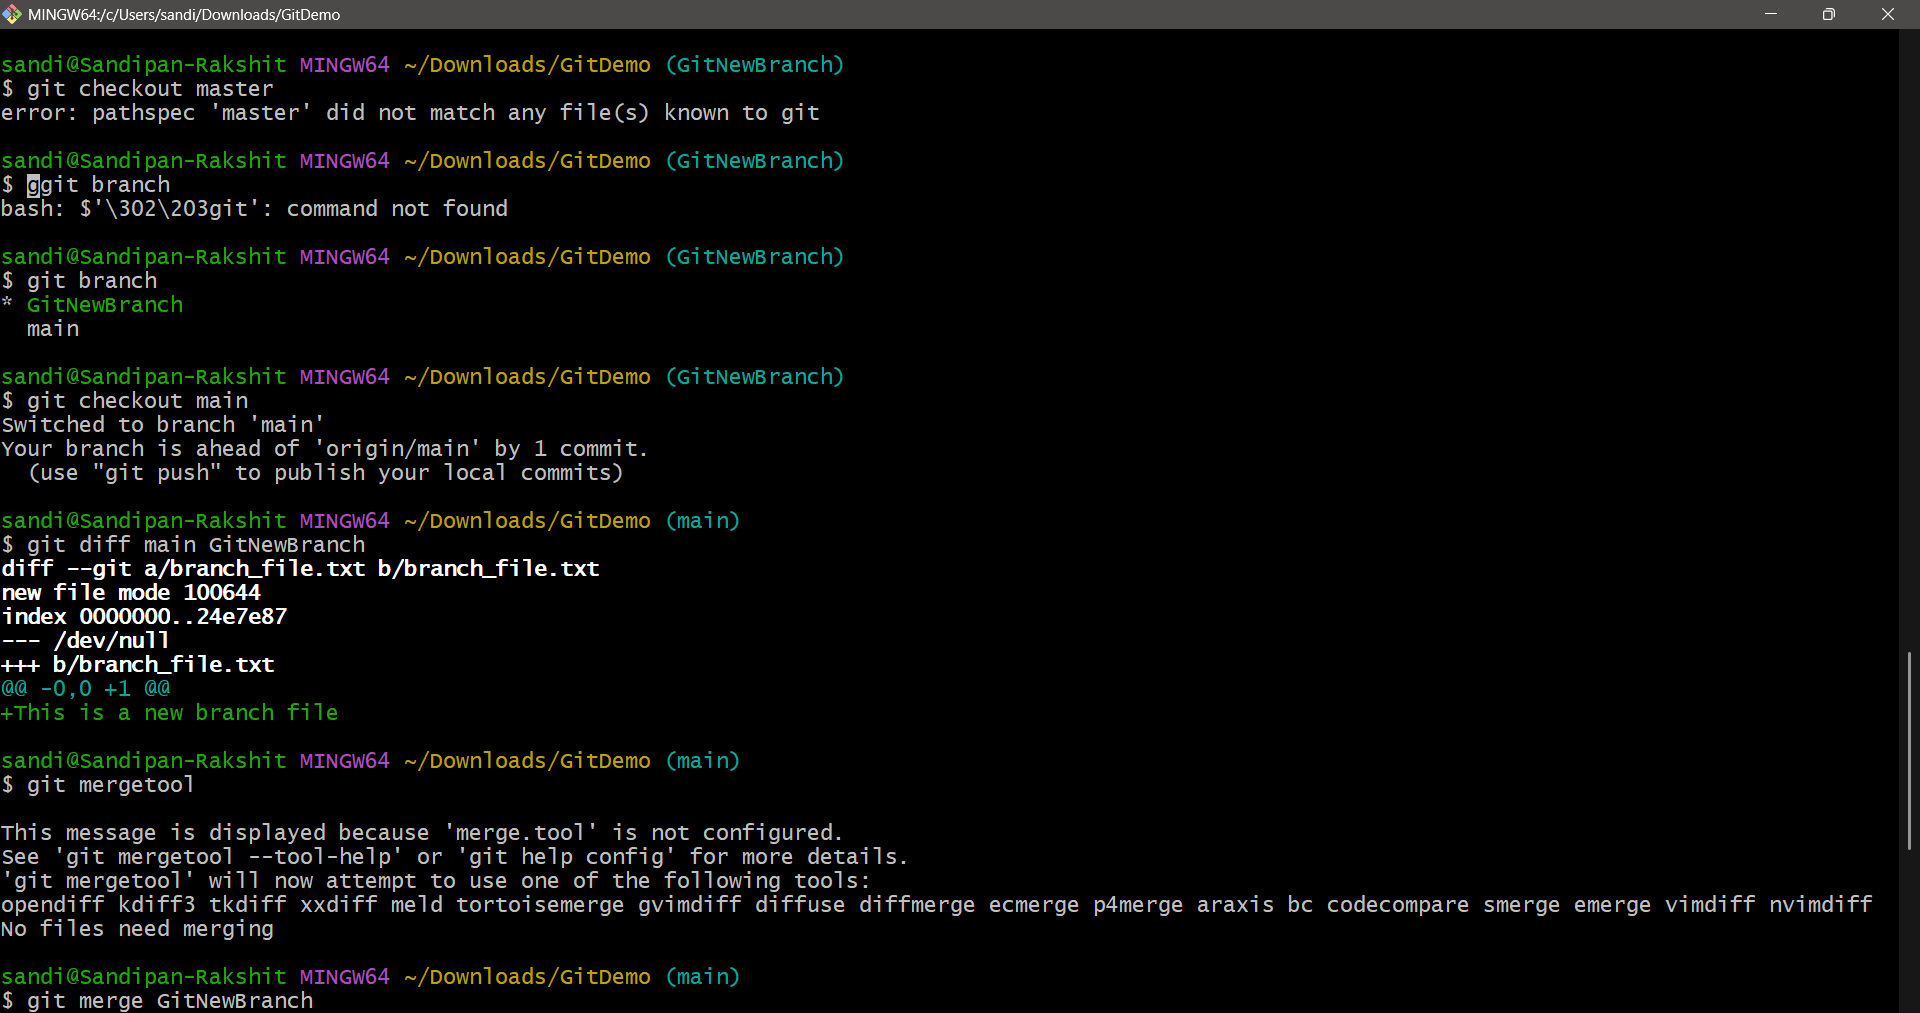 MINGW64:/c/Users/sandi/Downloads/GitDemo
sandi@Sandipan-Rakshit MINGW64 ~/Downloads/GitDemo (GitNewBranch)
$ git checkout master
error: pathspec 'master' did not match any file(s) known to git
sandi@Sandipan-Rakshit MINGW64 ~/Downloads/GitDemo (GitNewBranch)
$ ggit branch
bash: $'\302\203git': command not found
sandi@Sandipan-Rakshit MINGW64 ~/Downloads/GitDemo (GitNewBranch)
$ git branch
* GitNewBranch
  main
sandi@Sandipan-Rakshit MINGW64 ~/Downloads/GitDemo (GitNewBranch)
$ git checkout main
Switched to branch 'main'
Your branch is ahead of 'origin/main' by 1 commit.
  (use "git push" to publish your local commits)
sandi@Sandipan-Rakshit MINGW64 ~/Downloads/GitDemo (main)
$ git diff main GitNewBranch
diff --git a/branch_file.txt b/branch_file.txt
new file mode 100644
index 0000000..24e7e87
--- /dev/null
+++ b/branch_file.txt
@@ -0,0 +1 @@
+This is a new branch file
sandi@Sandipan-Rakshit MINGW64 ~/Downloads/GitDemo (main)
$ git mergetool
This message is displayed because 'merge.tool' is not configured.
See 'git mergetool --tool-help' or 'git help config' for more details.
'git mergetool' will now attempt to use one of the following tools:
opendiff kdiff3 tkdiff xxdiff meld tortoisemerge gvimdiff diffuse diffmerge ecmerge p4merge araxis bc codecompare smerge emerge vimdiff nvimdiff
No files need merging
sandi@Sandipan-Rakshit MINGW64 ~/Downloads/GitDemo (main)
$ git merge GitNewBranch